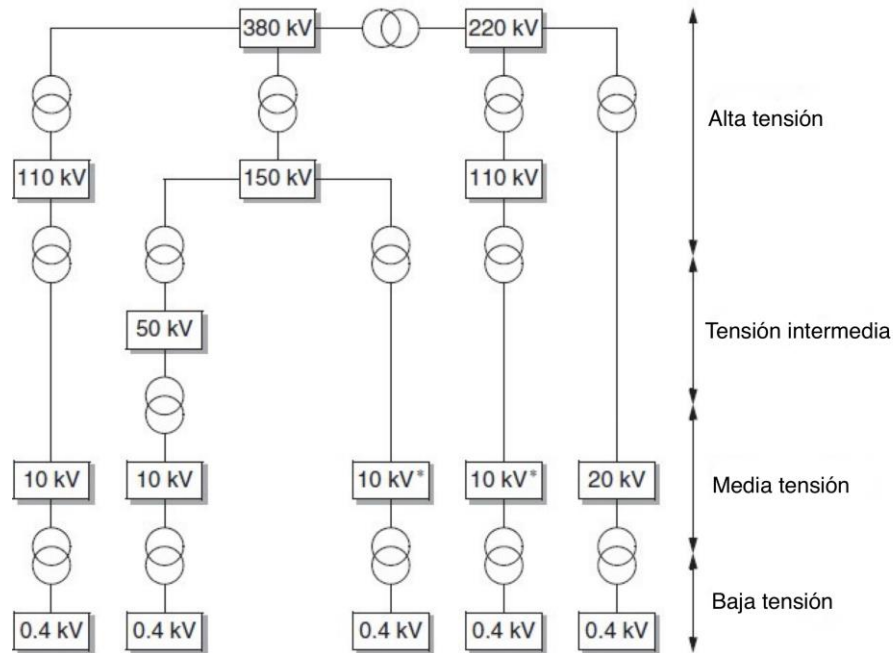 380 kV
220 kV
Alta tensión
110 kV
150 kV
110 kV
50 kV
Tensión intermedia
10 kV
10 kV
10 kV*
10 kV*
20 kV
Media tensión
0.4 kV
0.4 kV
0.4 kV
0.4 kV
0.4 kV
Baja tensión